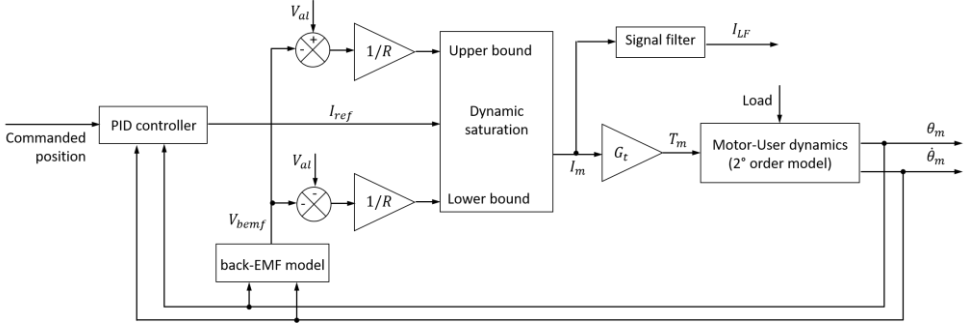 V_al
+
-
1/R
Upper bound
Signal filter
I_LF
PID controller
Commanded
position
I_ref
Dynamic
saturation
Load
I_m
G_t
T_m
Motor-User dynamics
(2° order model)
θ_m
θ̇_m
V_al
-
-
1/R
Lower bound
V_bemf
back-EMF model